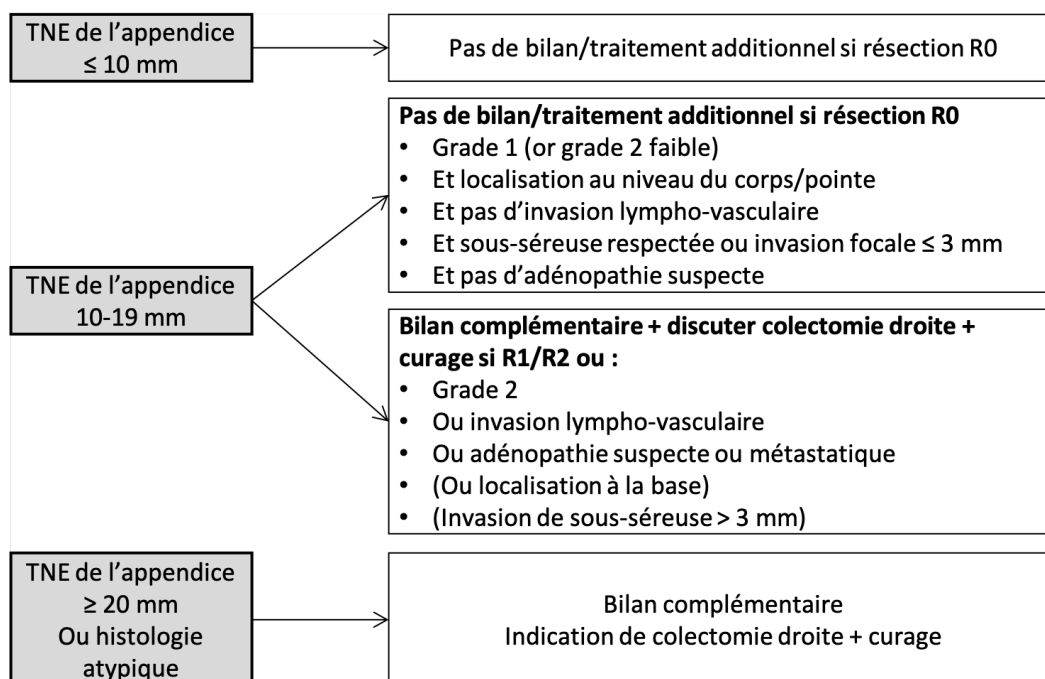 TNE de l’appendice
≤ 10 mm
Pas de bilan/traitement additionnel si résection R0
Pas de bilan/traitement additionnel si résection R0
• Grade 1 (or grade 2 faible)
• Et localisation au niveau du corps/pointe
• Et pas d’invasion lympho-vasculaire
• Et sous-séreuse respectée ou invasion focale ≤ 3 mm
• Et pas d’adénopathie suspecte
TNE de l’appendice
10-19 mm
Bilan complémentaire + discuter colectomie droite +
curage si R1/R2 ou :
• Grade 2
• Ou invasion lympho-vasculaire
• Ou adénopathie suspecte ou métastatique
• (Ou localisation à la base)
• (Invasion de sous-séreuse > 3 mm)
TNE de l’appendice
≥ 20 mm
Ou histologie
atypique
Bilan complémentaire
Indication de colectomie droite + curage